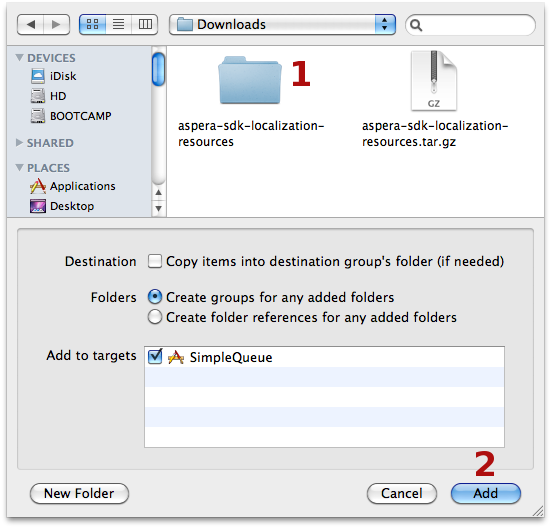 Downloads
DEVICES
iDisk
HD
BOOTCAMP
SHARED
PLACES
Applications
Desktop
1
GZ
aspera-sdk-localization-
resources
aspera-sdk-localization-
resources.tar.gz
Destination Copy items into destination group's folder (if needed)
Folders Create groups for any added folders
Create folder references for any added folders
Add to targets SimpleQueue
2
New Folder Cancel Add